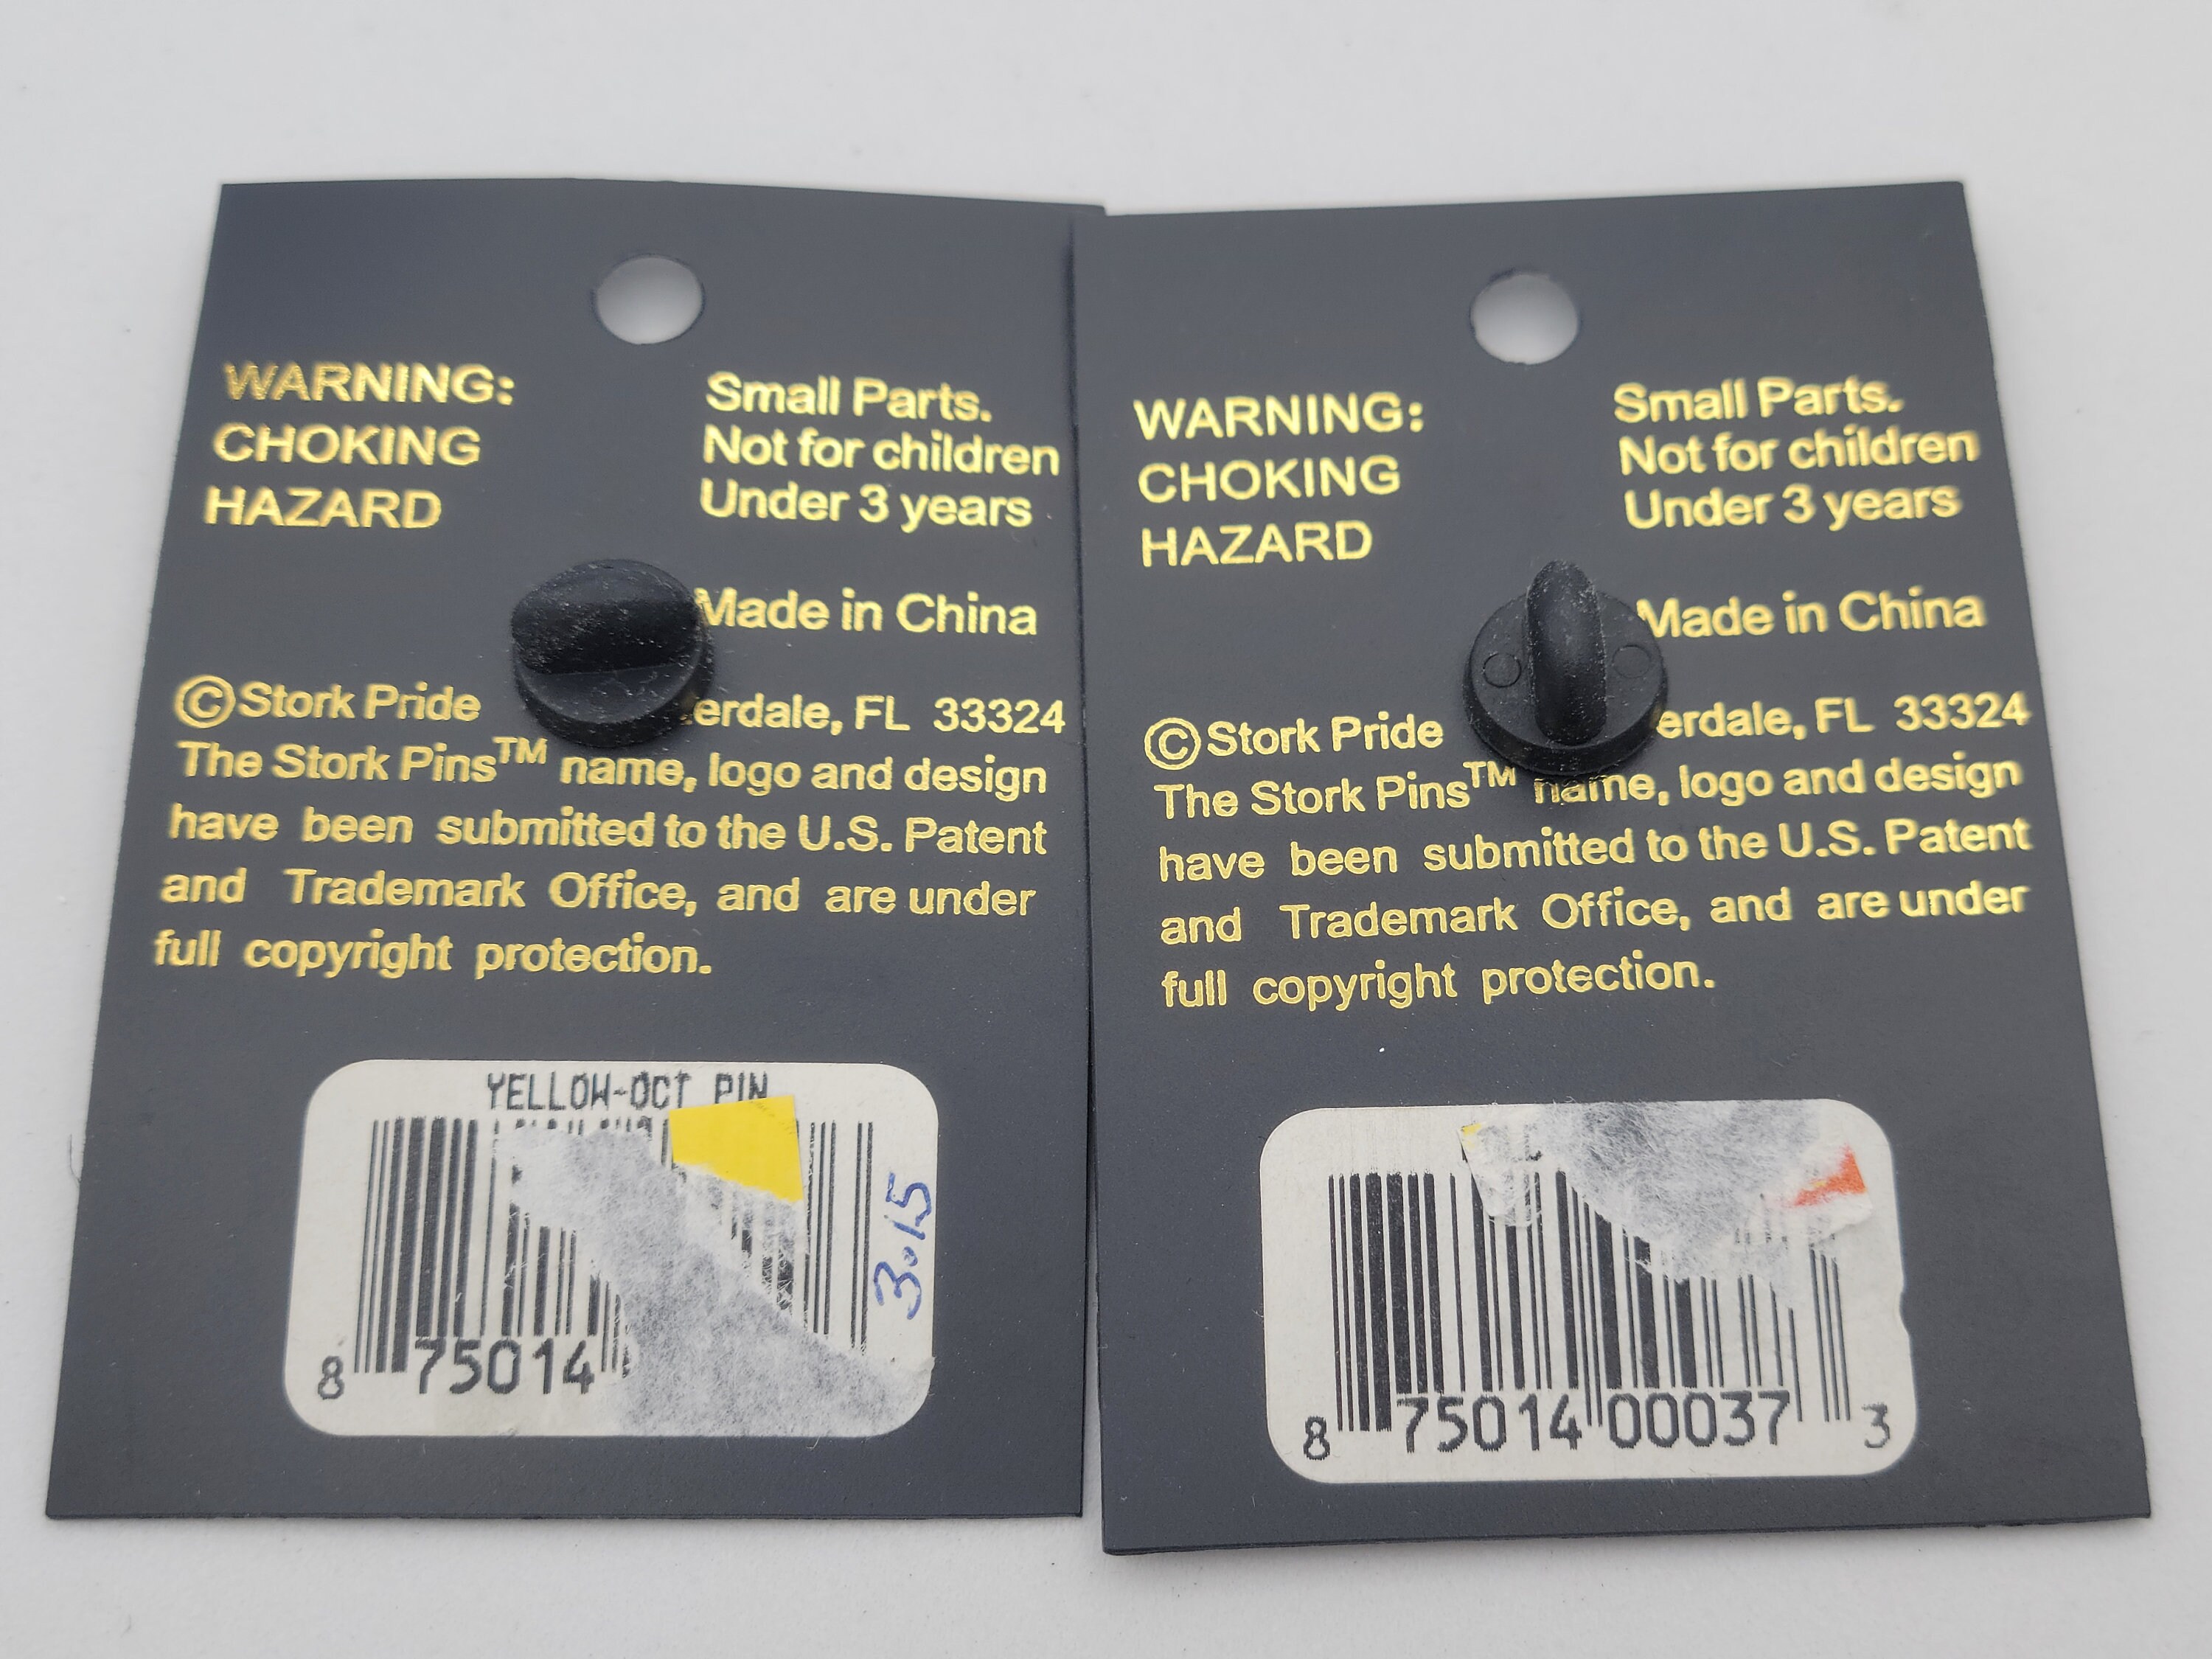 WARNING:
CHOKING
HAZARD
Small Parts.
Not for children
Under 3 years
Made in China
©Stork Pride erdale, FL 33324
The Stork Pins™ name, logo and design
have been submitted to the U.S. Patent
and Trademark Office, and are under
full copyright protection.
YELLOW-OCT PIN
8 75014
3.15
WARNING:
CHOKING
HAZARD
Small Parts.
Not for children
Under 3 years
Made in China
©Stork Pride erdale, FL 33324
The Stork Pins™ name, logo and design
have been submitted to the U.S. Patent
and Trademark Office, and are under
full copyright protection.
8 75014 00037 3